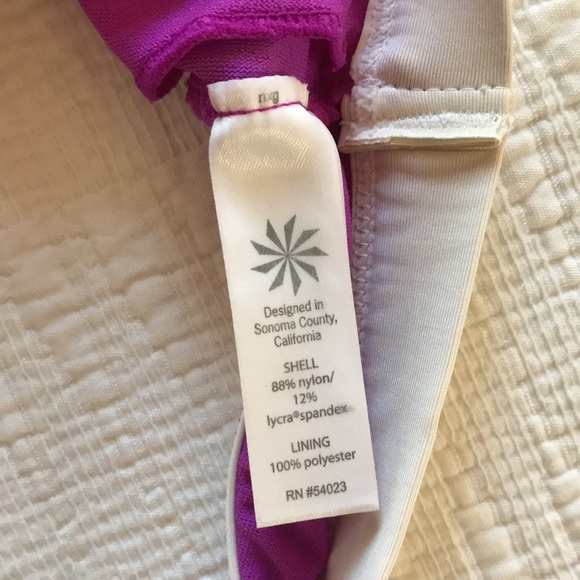 Designed in
Sonoma County,
California
SHELL
88% nylon/
12%
lycra®spandex
LINING
100% polyester
RN #54023